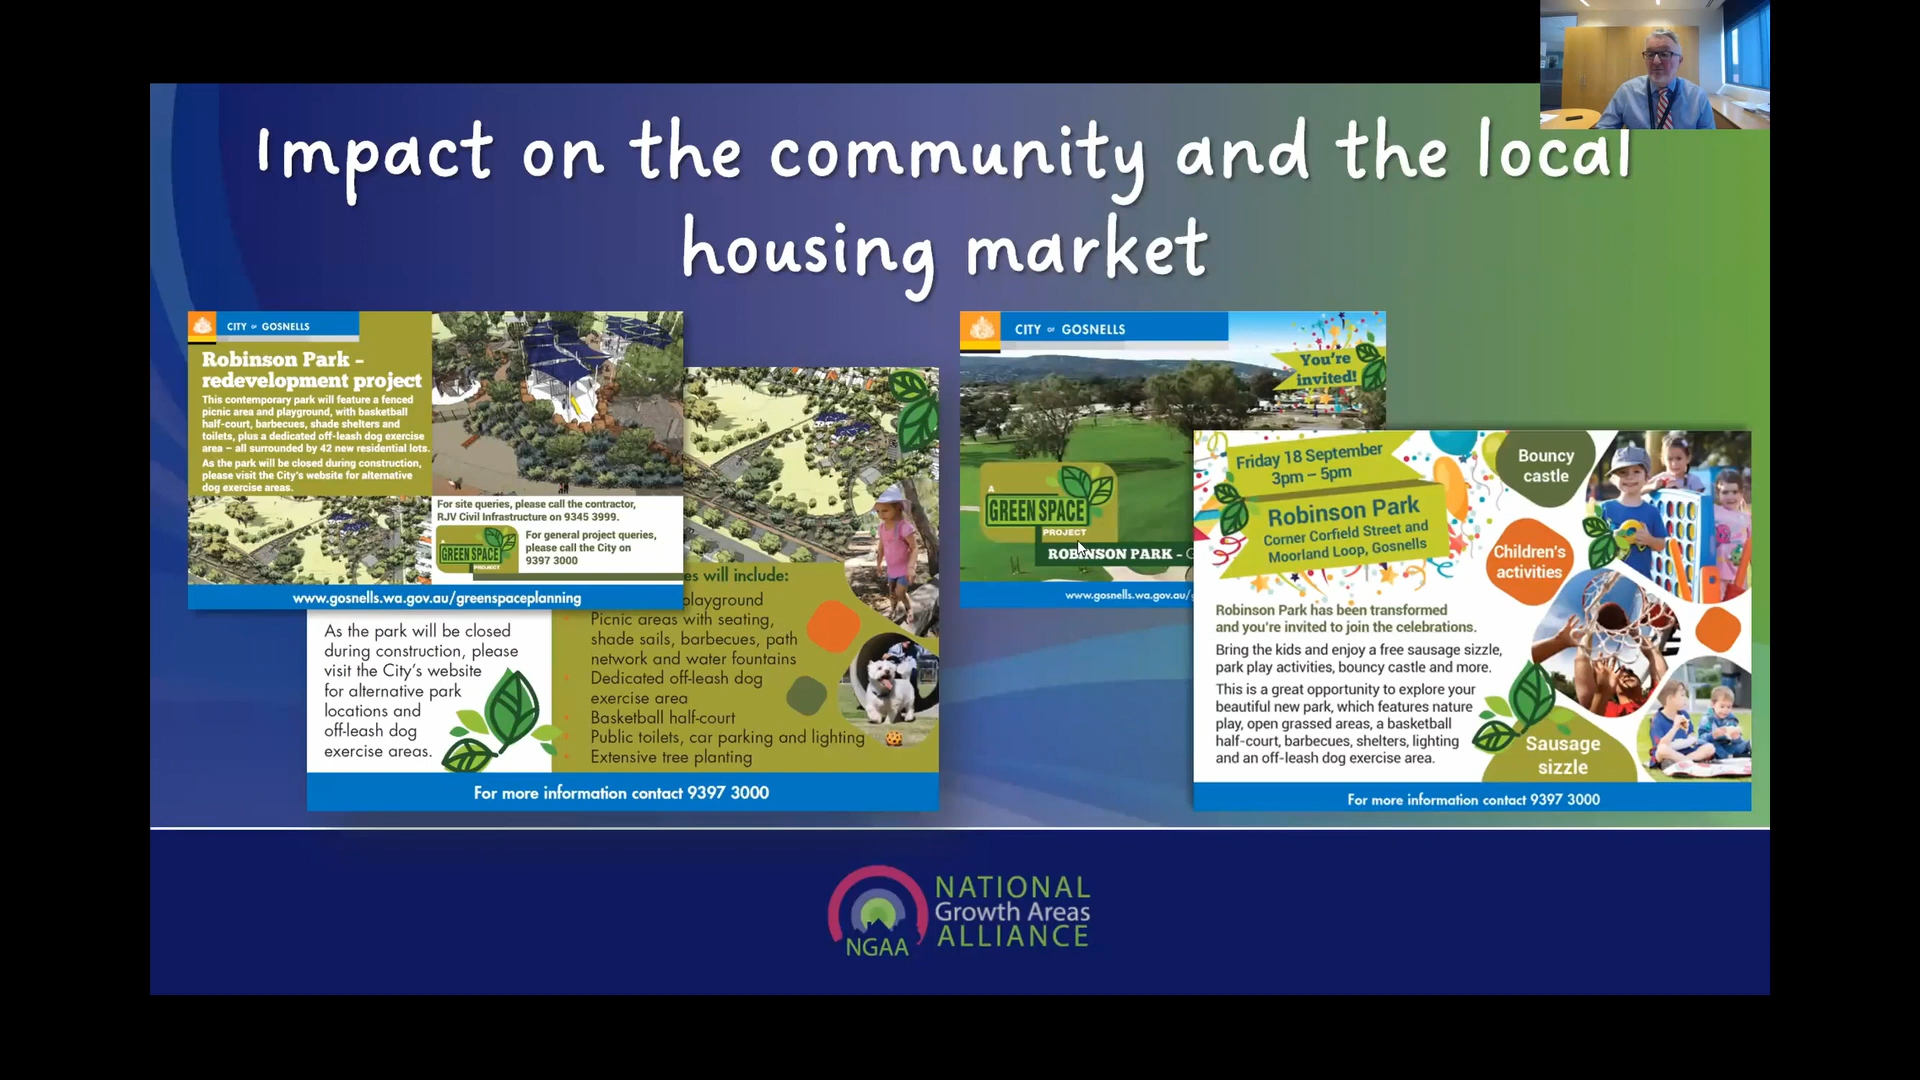 Impact on the community and the local
housing market
CITY OF GOSNELLS
Robinson Park –
redevelopment project
This contemporary park will feature a fenced
picnic area and playground, with basketball
half-court, barbecues, shade shelters and
toilets, plus a dedicated off-leash dog exercise
area – all surrounded by 42 new residential lots.
As the park will be closed during construction,
please visit the City's website for alternative
dog exercise areas.
For site queries, please call the contractor,
RJV Civil Infrastructure on 9345 3999.
A
GREEN SPACE
PROJECT
For general project queries,
please call the City on
9397 3000
www.gosnells.wa.gov.au/greenspaceplanning
As the park will be closed
during construction, please
visit the City's website
for alternative park
locations and
off-leash dog
exercise areas.
es will include:
playground
Picnic areas with seating,
shade sails, barbecues, path
network and water fountains
Dedicated off-leash dog
exercise area
Basketball half-court
Public toilets, car parking and lighting
Extensive tree planting
For more information contact 9397 3000
CITY OF GOSNELLS
You're
invited!
A
GREEN SPACE
PROJECT
ROBINSON PARK –
www.gosnells.wa.gov.au/
Friday 18 September
3pm – 5pm
Robinson Park
Corner Corfield Street and
Moorland Loop, Gosnells
Bouncy
castle
Children's
activities
Robinson Park has been transformed
and you're invited to join the celebrations.
Bring the kids and enjoy a free sausage sizzle,
park play activities, bouncy castle and more.
This is a great opportunity to explore your
beautiful new park, which features nature
play, open grassed areas, a basketball
half-court, barbecues, shelters, lighting
and an off-leash dog exercise area.
Sausage
sizzle
For more information contact 9397 3000
NGAA
NATIONAL
Growth Areas
ALLIANCE